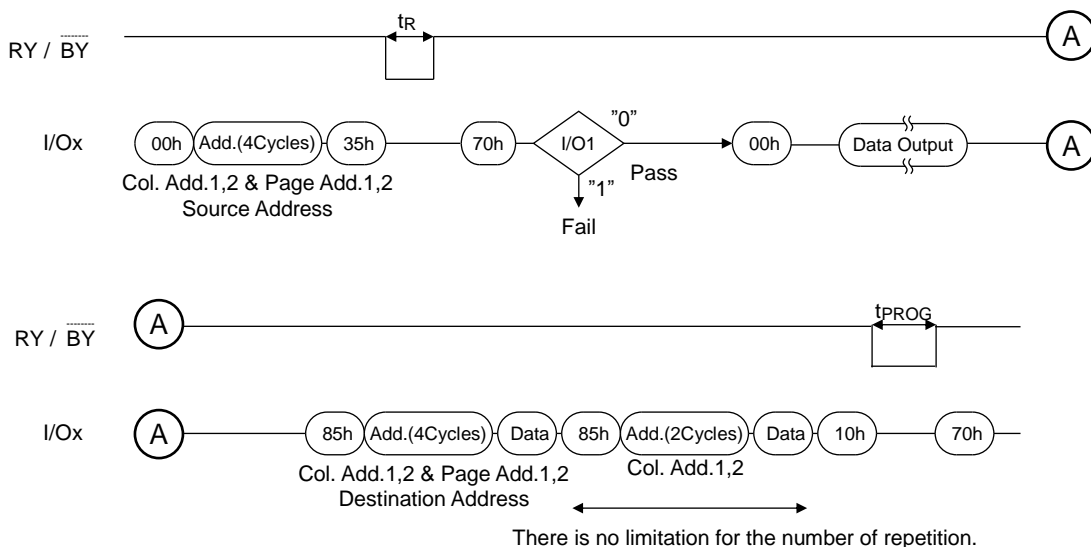 tR
RY / BY
A
I/Ox
00h Add.(4Cycles) 35h 70h I/O1 "0" 00h Data Output A
Pass
"1"
Col. Add.1,2 & Page Add.1,2
Source Address
Fail
A
tPROG
RY / BY
I/Ox
A
85h Add.(4Cycles) Data 85h Add.(2Cycles) Data 10h 70h
Col. Add.1,2 & Page Add.1,2
Destination Address
Col. Add.1,2
There is no limitation for the number of repetition.